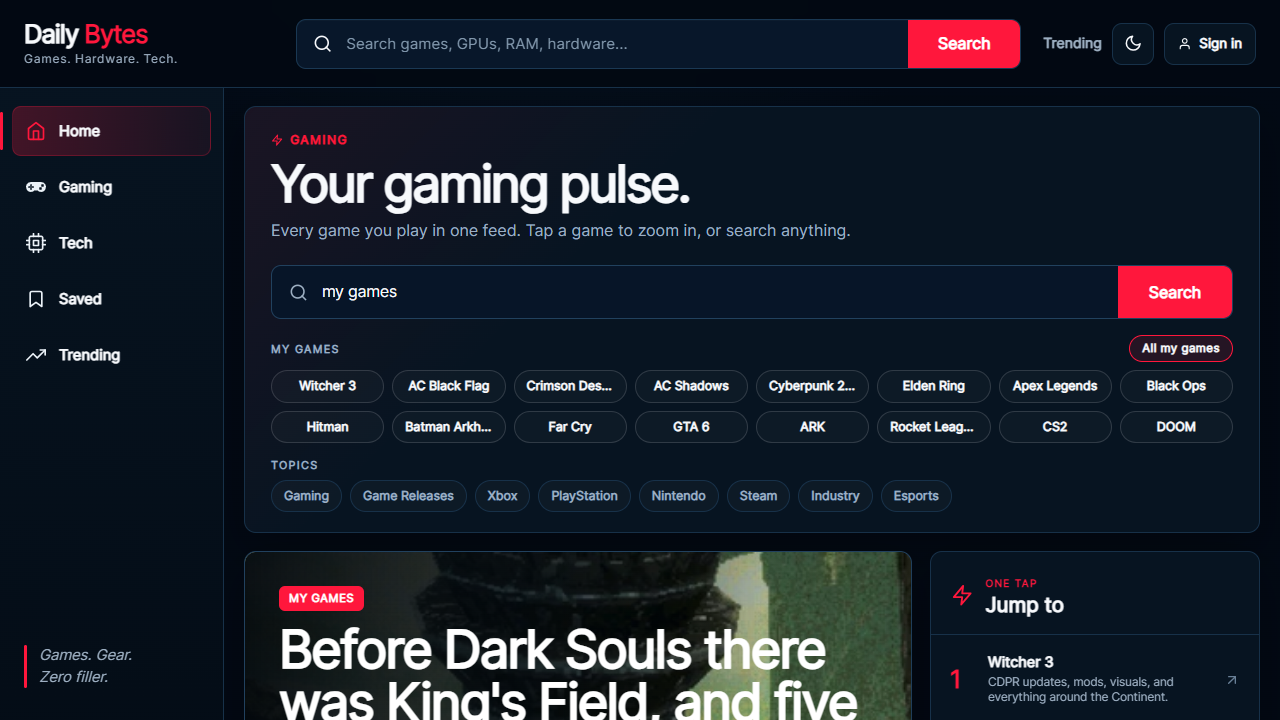 Daily Bytes
Games. Hardware. Tech.
Search games, GPUs, RAM, hardware...
Search
Trending
Sign in
Home
Gaming
Tech
Saved
Trending
Games. Gear.
Zero filler.
GAMING
Your gaming pulse.
Every game you play in one feed. Tap a game to zoom in, or search anything.
my games
Search
MY GAMES
All my games
Witcher 3
AC Black Flag
Crimson Des...
AC Shadows
Cyberpunk 2...
Elden Ring
Apex Legends
Black Ops
Hitman
Batman Arkh...
Far Cry
GTA 6
ARK
Rocket Leag...
CS2
DOOM
TOPICS
Gaming
Game Releases
Xbox
PlayStation
Nintendo
Steam
Industry
Esports
MY GAMES
Before Dark Souls there
was King's Field, and five
ONE TAP
Jump to
1
Witcher 3
CDPR updates, mods, visuals, and
everything around the Continent.